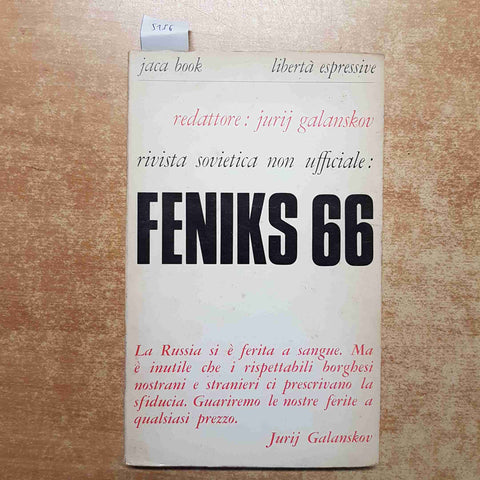 5156
jaca book libertà espressive
redattore: jurij galanskov
rivista sovietica non ufficiale:
FENIKS 66
La Russia si è ferita a sangue. Ma
è inutile che i rispettabili borghesi
nostrani e stranieri ci prescrivano la
sfiducia. Guariremo le nostre ferite a
qualsiasi prezzo.
Jurij Galanskov